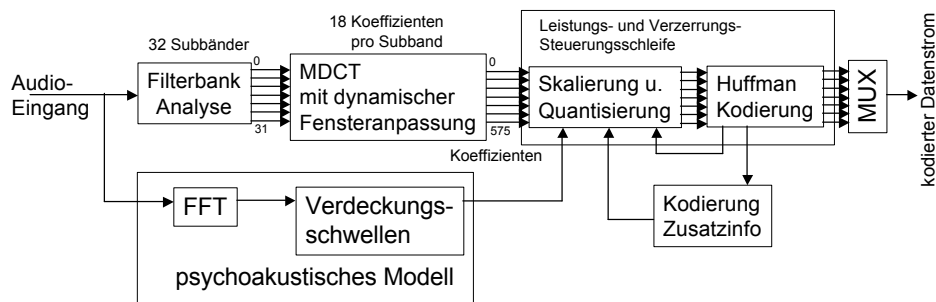 18 Koeffizienten
pro Subband
Leistungs- und Verzerrungs-
Steuerungsschleife
32 Subbänder
Audio-
Eingang
Filterbank
Analyse
0
31
MDCT
mit dynamischer
Fensteranpassung
0
575
Koeffizienten
Skalierung u.
Quantisierung
Huffman
Kodierung
MUX
kodierter Datenstrom
FFT
Verdeckungs-
schwellen
psychoakustisches Modell
Kodierung
Zusatzinfo